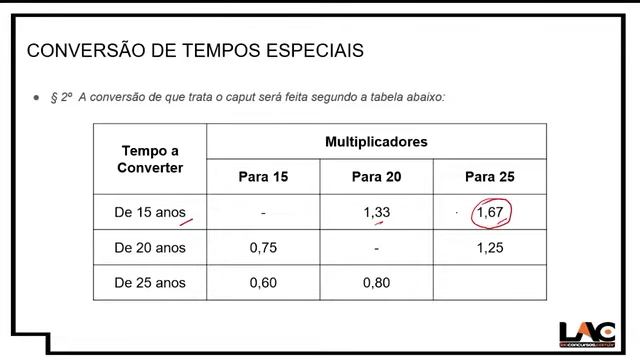 CONVERSÃO DE TEMPOS ESPECIAIS
• § 2º A conversão de que trata o caput será feita segundo a tabela abaixo:
Tempo a Converter Multiplicadores
Para 15 Para 20 Para 25
De 15 anos - 1,33 1,67
De 20 anos 0,75 - 1,25
De 25 anos 0,60 0,80
LAC